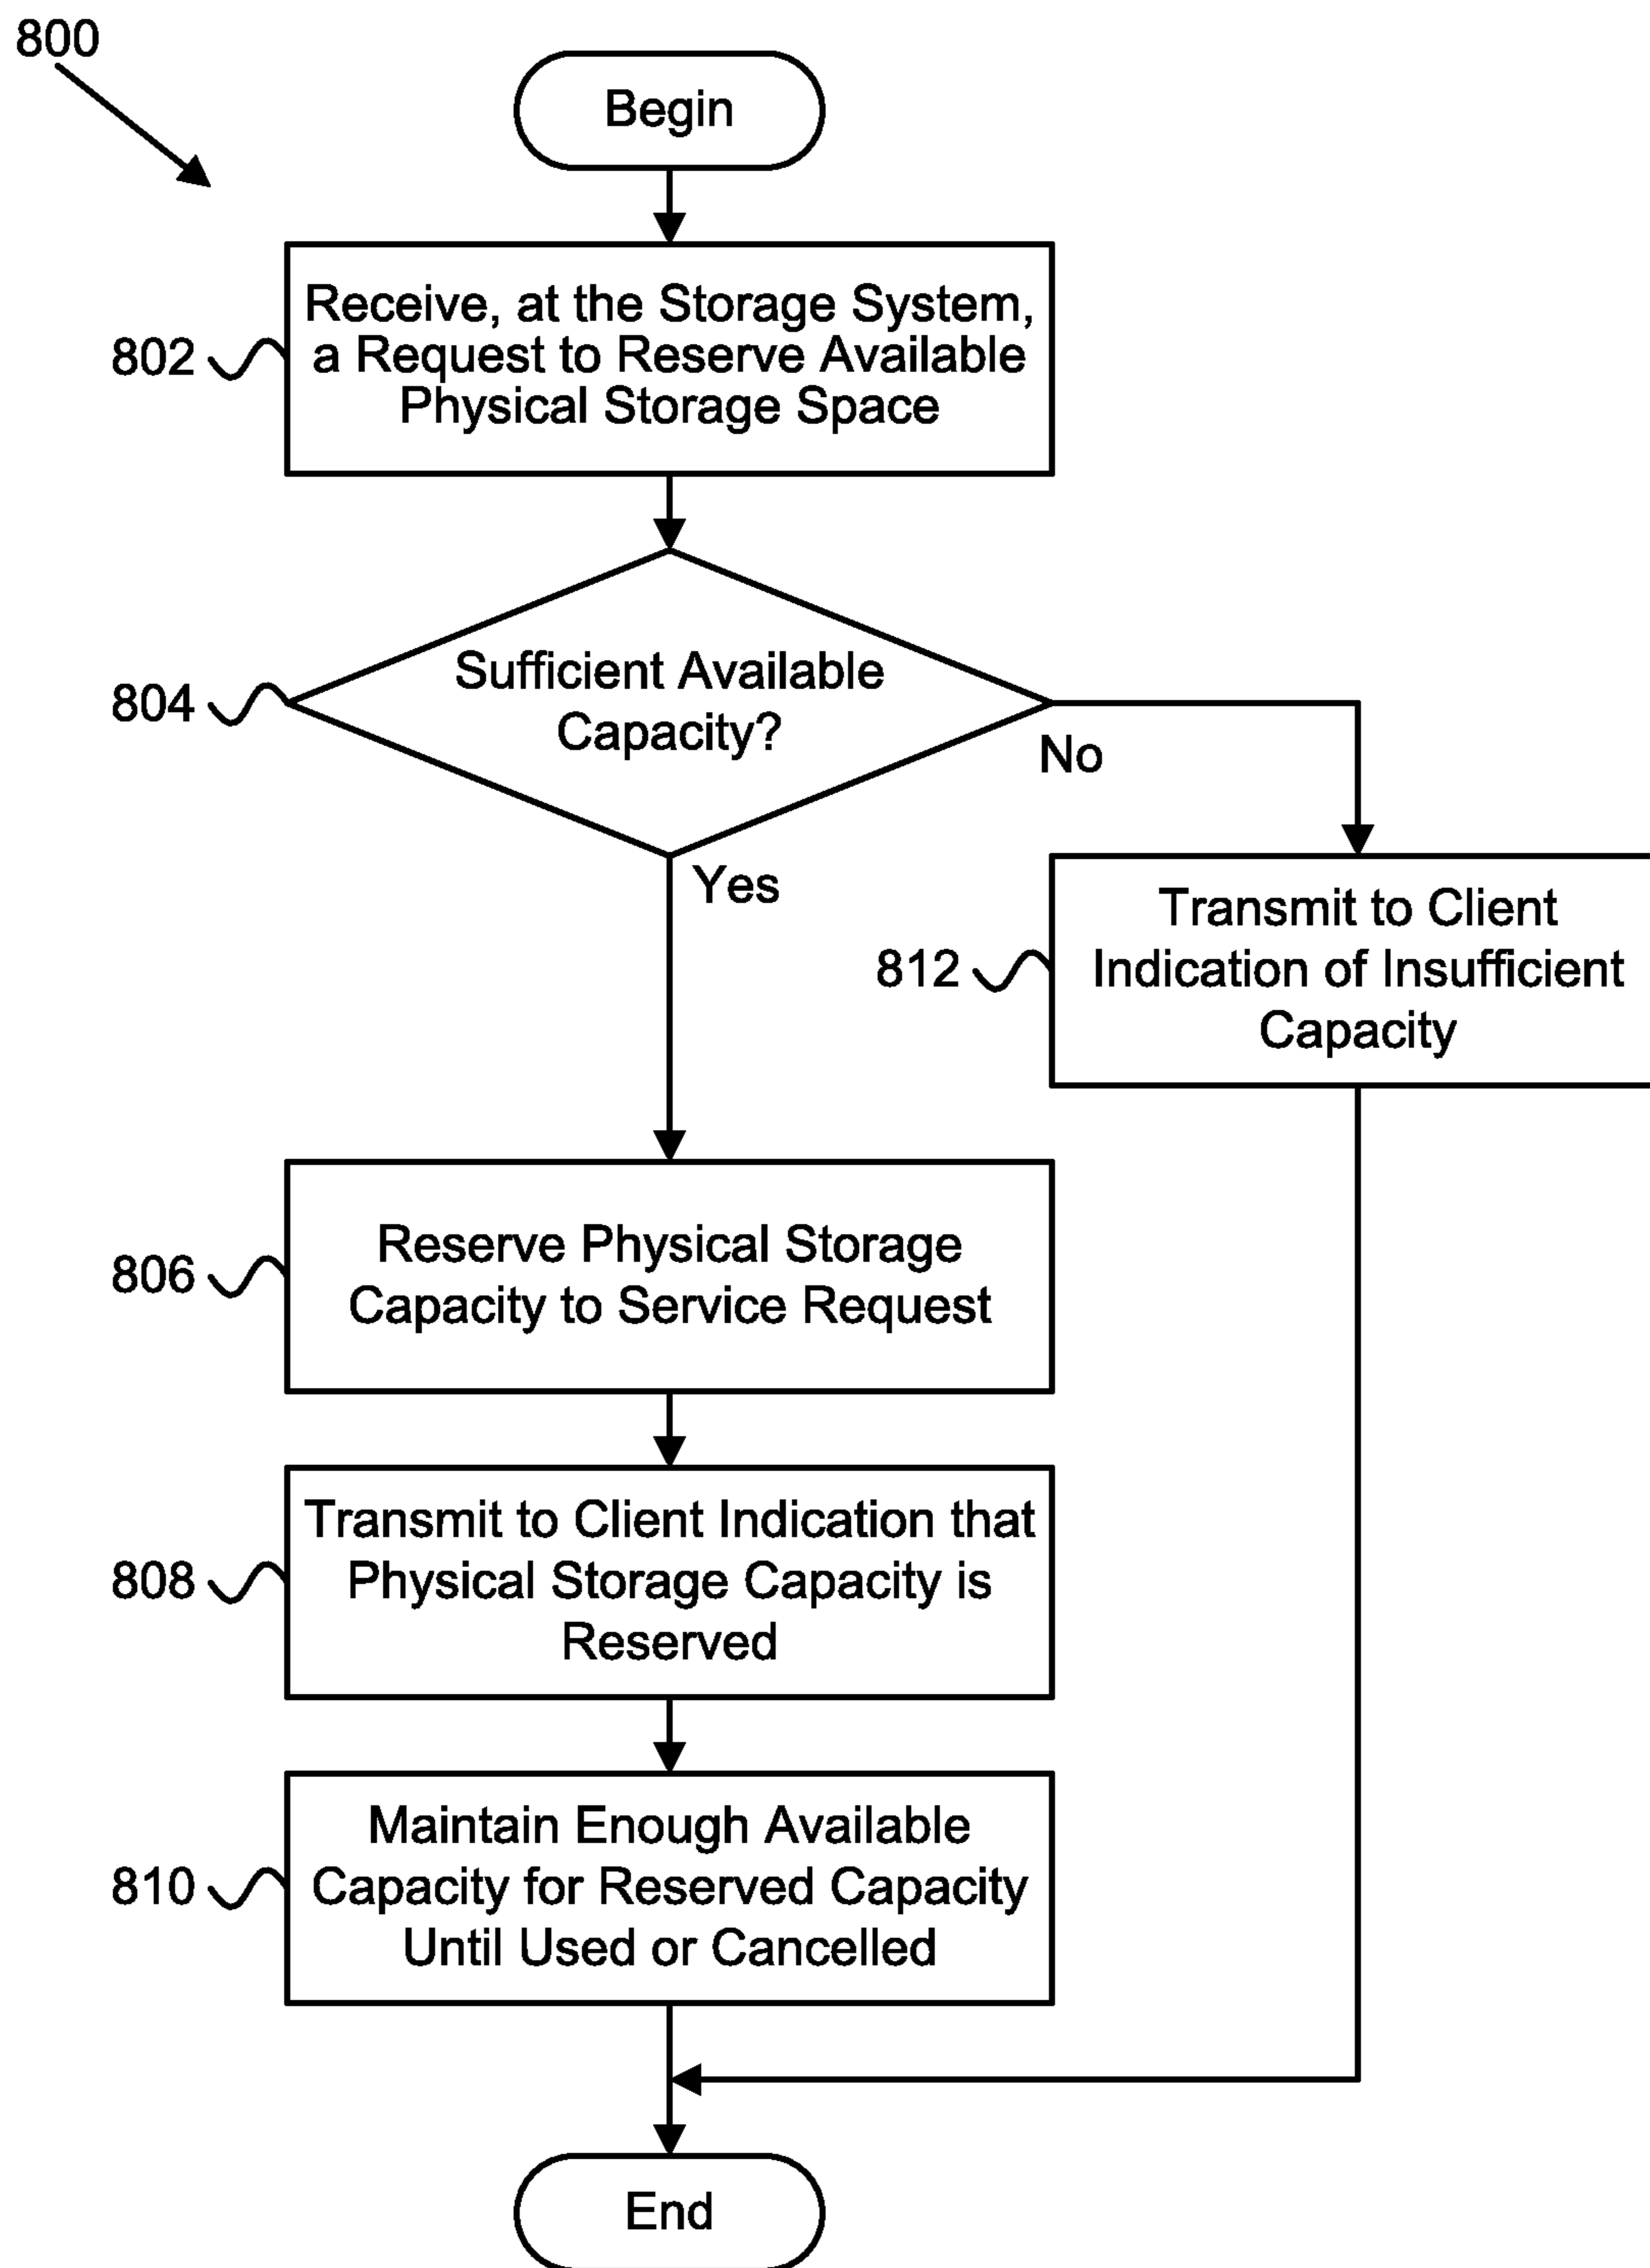 800
Begin
802
Receive, at the Storage System,
a Request to Reserve Available
Physical Storage Space
804
Sufficient Available
Capacity?
No
Yes
812
Transmit to Client
Indication of Insufficient
Capacity
806
Reserve Physical Storage
Capacity to Service Request
808
Transmit to Client Indication that
Physical Storage Capacity is
Reserved
810
Maintain Enough Available
Capacity for Reserved Capacity
Until Used or Cancelled
End